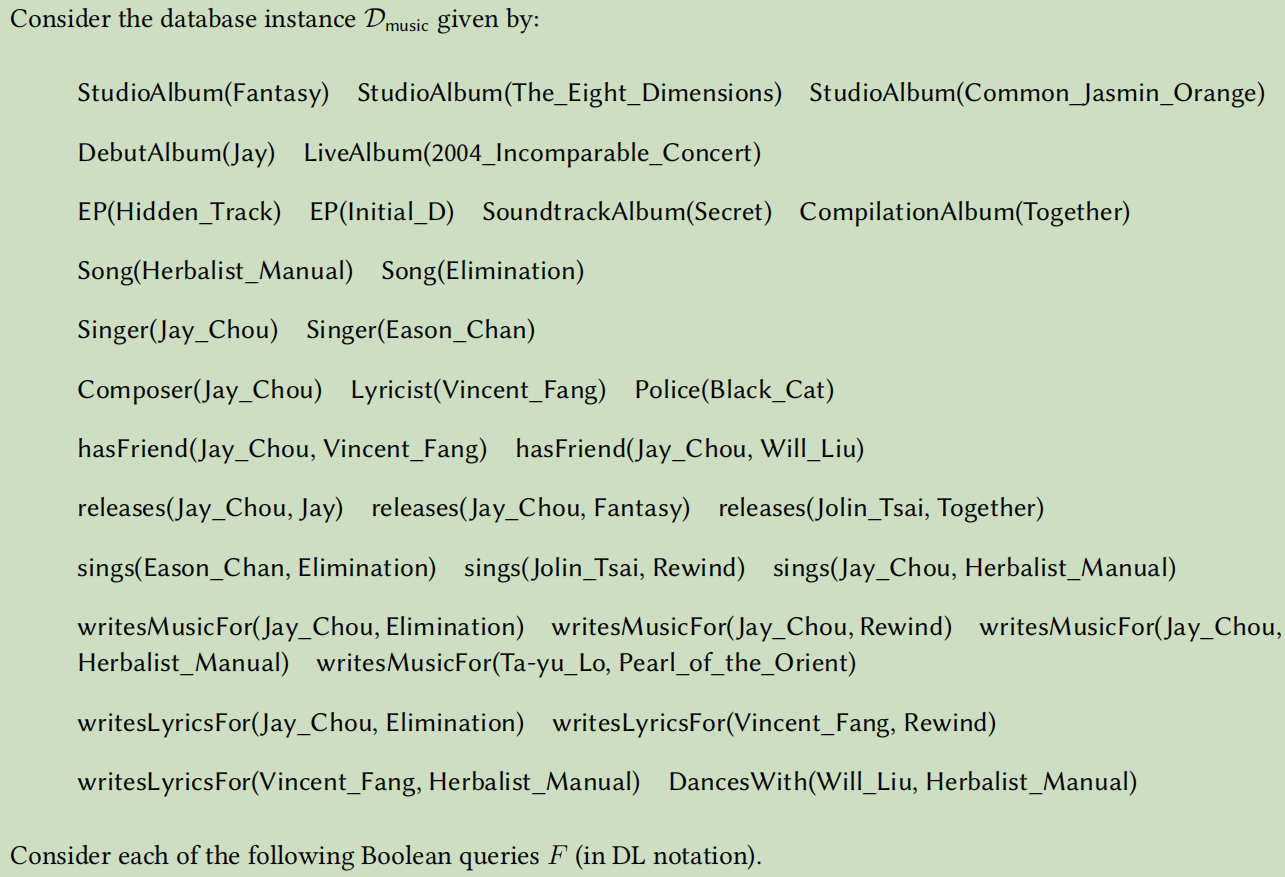 Consider the database instance 𝒟music given by:
StudioAlbum(Fantasy) StudioAlbum(The_Eight_Dimensions) StudioAlbum(Common_Jasmin_Orange)
DebutAlbum(Jay) LiveAlbum(2004_Incomparable_Concert)
EP(Hidden_Track) EP(Initial_D) SoundtrackAlbum(Secret) CompilationAlbum(Together)
Song(Herbalist_Manual) Song(Elimination)
Singer(Jay_Chou) Singer(Eason_Chan)
Composer(Jay_Chou) Lyricist(Vincent_Fang) Police(Black_Cat)
hasFriend(Jay_Chou, Vincent_Fang) hasFriend(Jay_Chou, Will_Liu)
releases(Jay_Chou, Jay) releases(Jay_Chou, Fantasy) releases(Jolin_Tsai, Together)
sings(Eason_Chan, Elimination) sings(Jolin_Tsai, Rewind) sings(Jay_Chou, Herbalist_Manual)
writesMusicFor(Jay_Chou, Elimination) writesMusicFor(Jay_Chou, Rewind) writesMusicFor(Jay_Chou,
Herbalist_Manual) writesMusicFor(Ta-yu_Lo, Pearl_of_the_Orient)
writesLyricsFor(Jay_Chou, Elimination) writesLyricsFor(Vincent_Fang, Rewind)
writesLyricsFor(Vincent_Fang, Herbalist_Manual) DancesWith(Will_Liu, Herbalist_Manual)
Consider each of the following Boolean queries F (in DL notation).